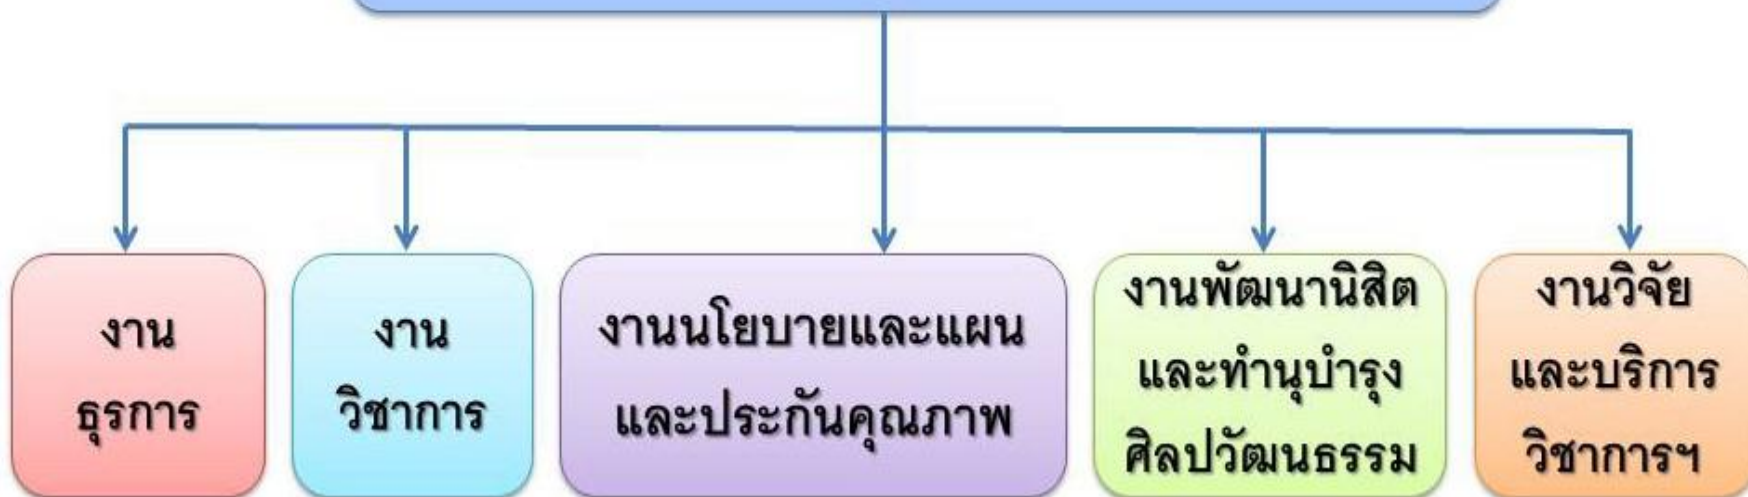 งาน
ธุรการ
งาน
วิชาการ
งานนโยบายและแผน
และประกันคุณภาพ
งานพัฒนานิสิต
และทำนุบำรุง
ศิลปวัฒนธรรม
งานวิจัย
และบริการ
วิชาการฯ